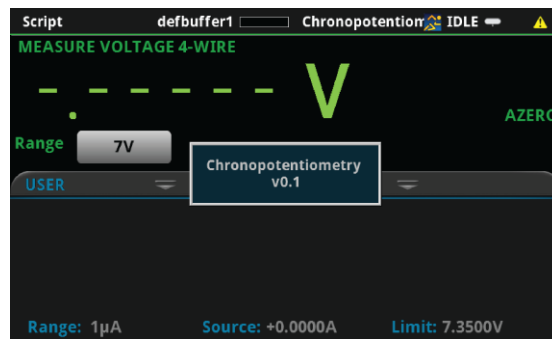 Script defbuffer1 Chronopotentiom IDLE
MEASURE VOLTAGE 4-WIRE
-.----- V
AZERO
Range 7V
Chronopotentiometry
v0.1
USER
Range: 1µA Source: +0.0000A Limit: 7.3500V